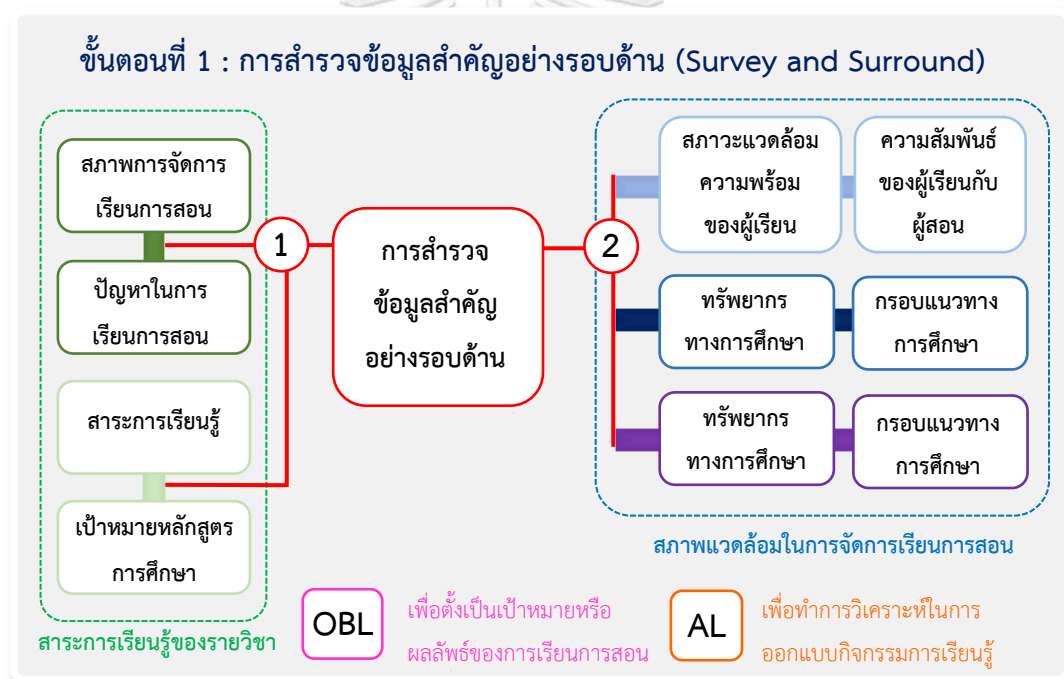 ขั้นตอนที่ 1 : การสำรวจข้อมูลสำคัญอย่างรอบด้าน (Survey and Surround)
สภาพการจัดการ
เรียนการสอน
ปัญหาในการ
เรียนการสอน
สาระการเรียนรู้
เป้าหมายหลักสูตร
การศึกษา
สาระการเรียนรู้ของรายวิชา
1
การสำรวจ
ข้อมูลสำคัญ
อย่างรอบด้าน
2
สภาวะแวดล้อม
ความพร้อม
ของผู้เรียน
ความสัมพันธ์
ของผู้เรียนกับ
ผู้สอน
ทรัพยากร
ทางการศึกษา
กรอบแนวทาง
การศึกษา
ทรัพยากร
ทางการศึกษา
กรอบแนวทาง
การศึกษา
สภาพแวดล้อมในการจัดการเรียนการสอน
OBL
เพื่อตั้งเป็นเป้าหมายหรือ
ผลลัพธ์ของการเรียนการสอน
AL
เพื่อทำการวิเคราะห์ในการ
ออกแบบกิจกรรมการเรียนรู้